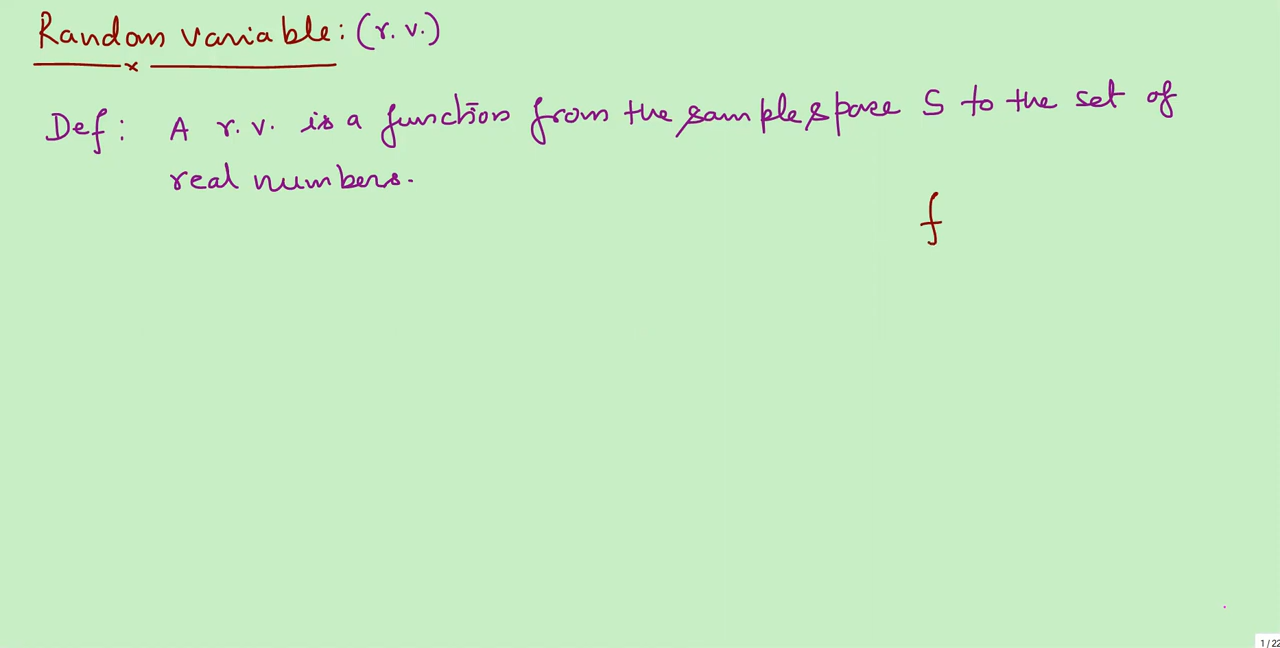 Random variable: (r. v.)
Def: A r. v. is a function from the sample space S to the set of
real numbers.
f
1 / 22